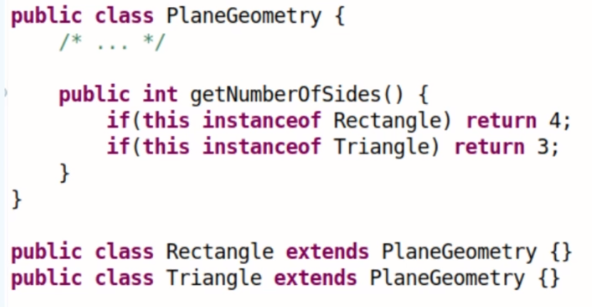 public class PlaneGeometry {
/* ... */
public int getNumberOfSides() {
if(this instanceof Rectangle) return 4;
if(this instanceof Triangle) return 3;
}
}
public class Rectangle extends PlaneGeometry {}
public class Triangle extends PlaneGeometry {}